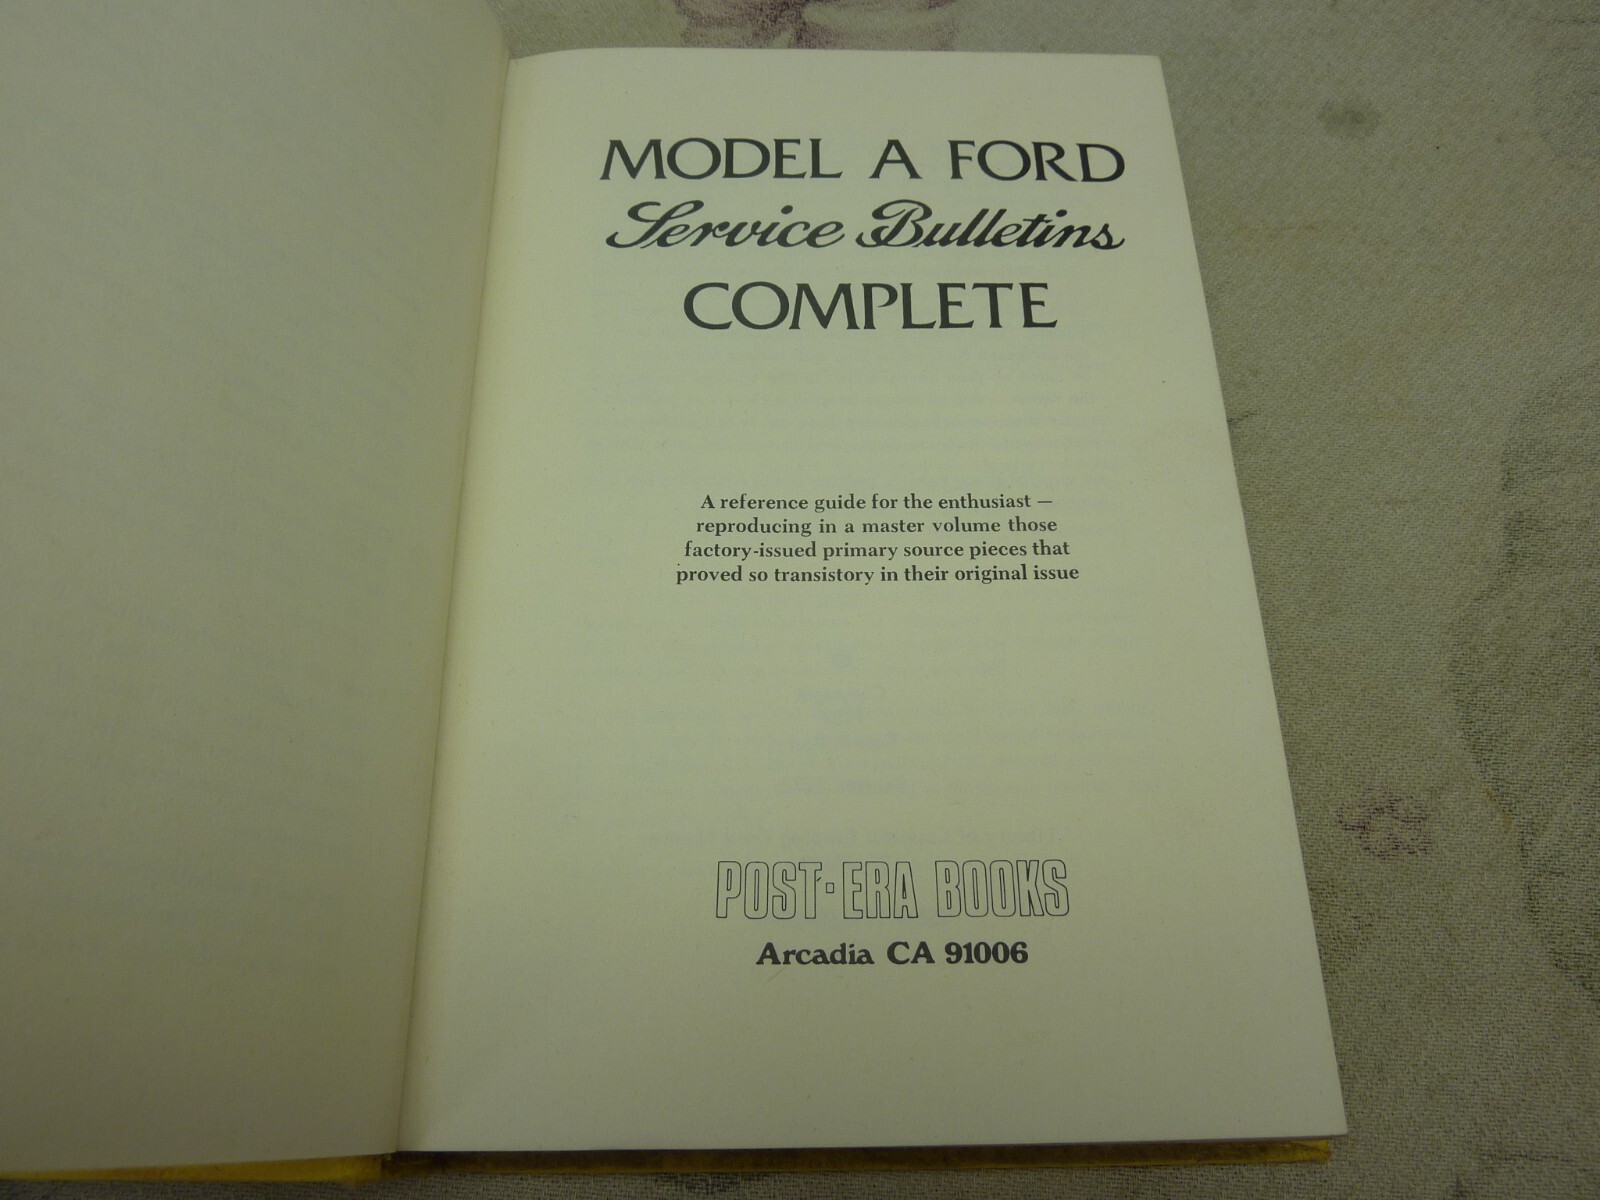 MODEL A FORD
Service Bulletins
COMPLETE
A reference guide for the enthusiast —
reproducing in a master volume those
factory-issued primary source pieces that
proved so transistory in their original issue
POST-ERA BOOKS
Arcadia CA 91006